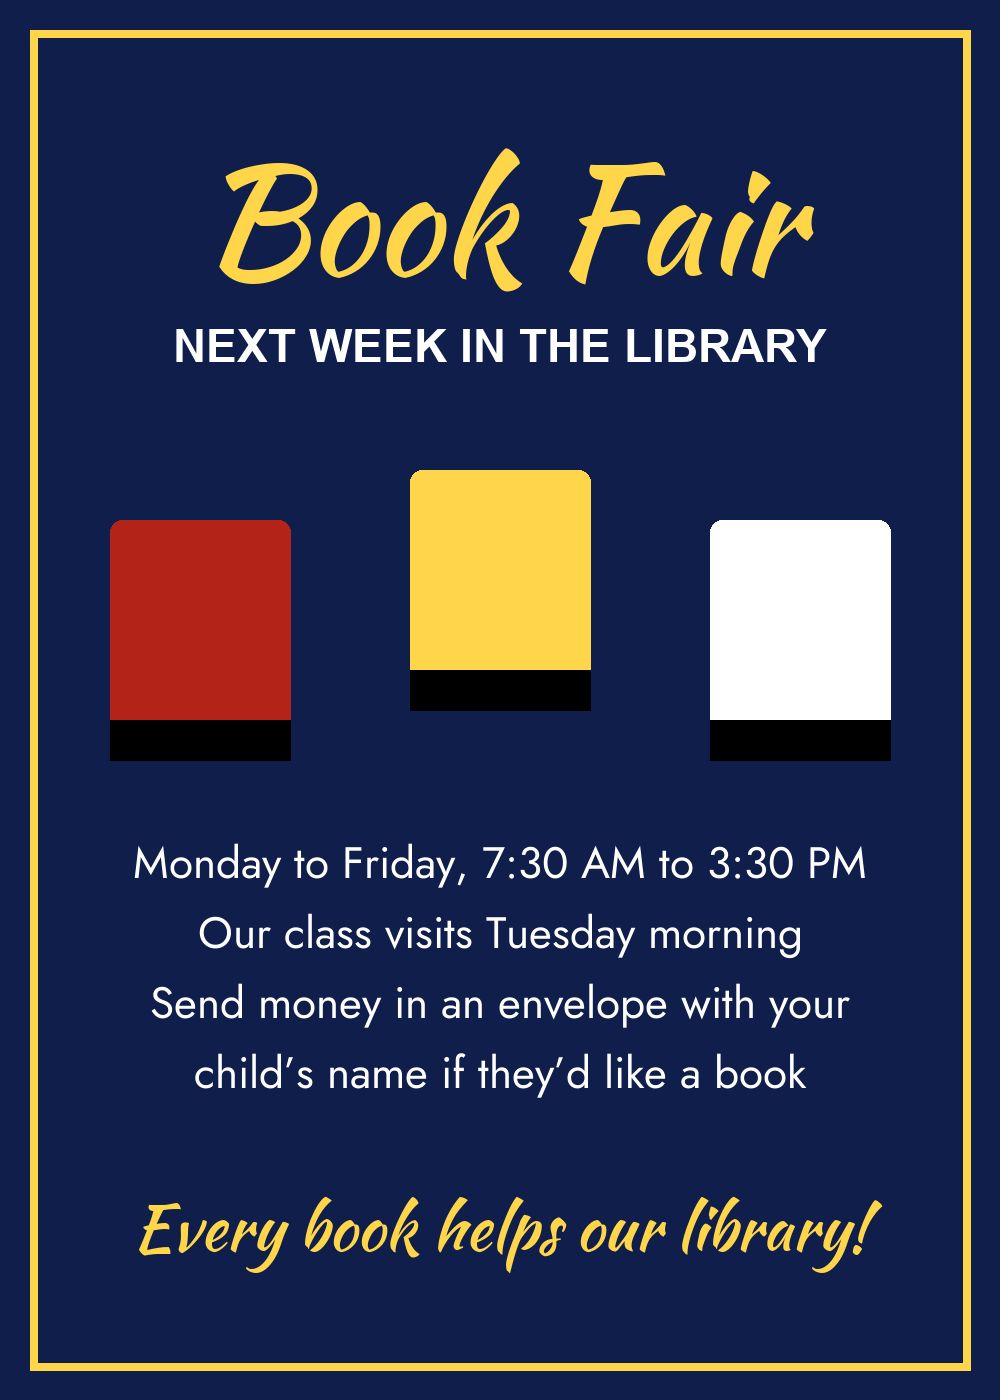 Book Fair
NEXT WEEK IN THE LIBRARY
Monday to Friday, 7:30 AM to 3:30 PM
Our class visits Tuesday morning
Send money in an envelope with your
child’s name if they’d like a book
Every book helps our library!